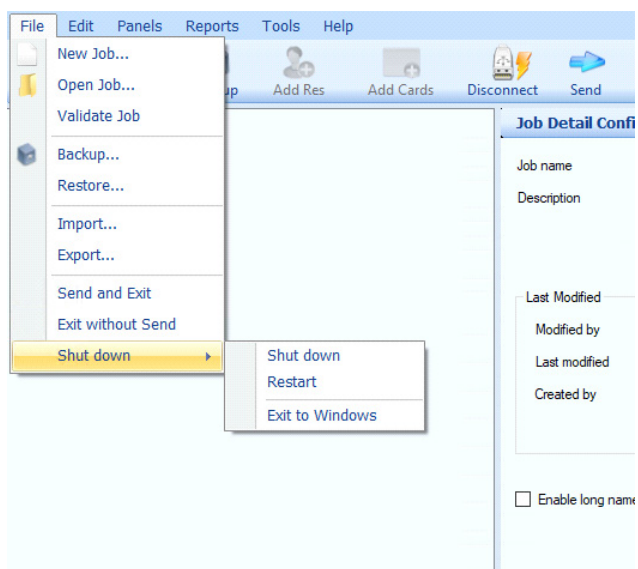 File Edit Panels Reports Tools Help
New Job...
Open Job...
Validate Job
Backup...
Restore...
Import...
Export...
Send and Exit
Exit without Send
Shut down
Shut down
Restart
Exit to Windows
Add Res Add Cards Disconnect Send
Job Detail
Job name
Description
Last Modified
Modified by
Last modified
Created by
Enable long